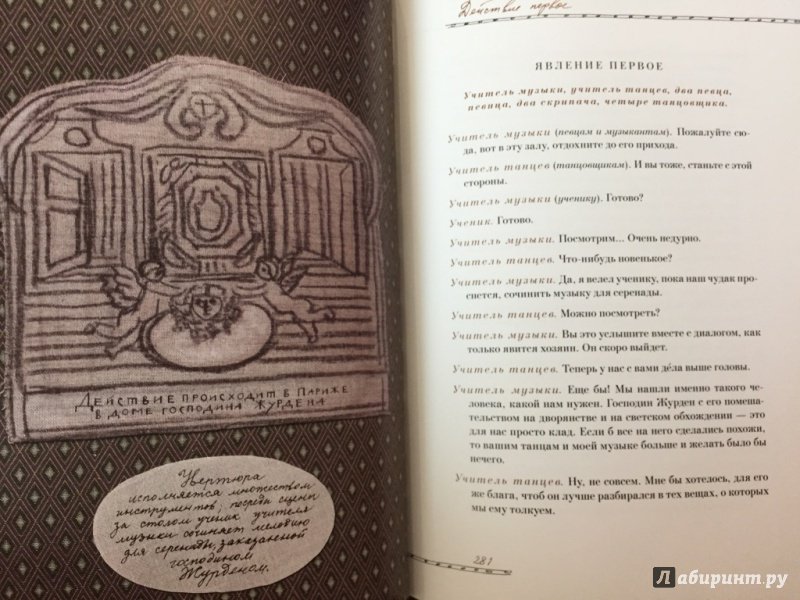 Действие происходит в Париже
в доме господина Журдена
Увертюра
исполняется множеством
инструментов; посреди сцены
за столом ученик учителя
музыки сочиняет мелодию
для серенады, заказанной
господином
Журденом.
Действие первое
ЯВЛЕНИЕ ПЕРВОЕ
Учитель музыки, учитель танцев, два певца,
певица, два скрипача, четыре танцовщика.
Учитель музыки (певцам и музыкантам). Пожалуйте сю-
да, вот в эту залу, отдохните до его прихода.
Учитель танцев (танцовщикам). И вы тоже, станьте с этой
стороны.
Учитель музыки (ученику). Готово?
Ученик. Готово.
Учитель музыки. Посмотрим... Очень недурно.
Учитель танцев. Что-нибудь новенькое?
Учитель музыки. Да, я велел ученику, пока наш чудак про-
снется, сочинить музыку для серенады.
Учитель танцев. Можно посмотреть?
Учитель музыки. Вы это услышите вместе с диалогом, как
только явится хозяин. Он скоро выйдет.
Учитель танцев. Теперь у нас с вами де́ла выше головы.
Учитель музыки. Еще бы! Мы нашли именно такого че-
ловека, какой нам нужен. Господин Журден с его помеша-
тельством на дворянстве и на светском обхождении — это
для нас просто клад. Если б все на него сделались похожи,
то вашим танцам и моей музыке больше и желать было бы
нечего.
Учитель танцев. Ну, не совсем. Мне бы хотелось, для его
же блага, чтоб он лучше разбирался в тех вещах, о которых
мы ему толкуем.
281
Лабиринт.ру